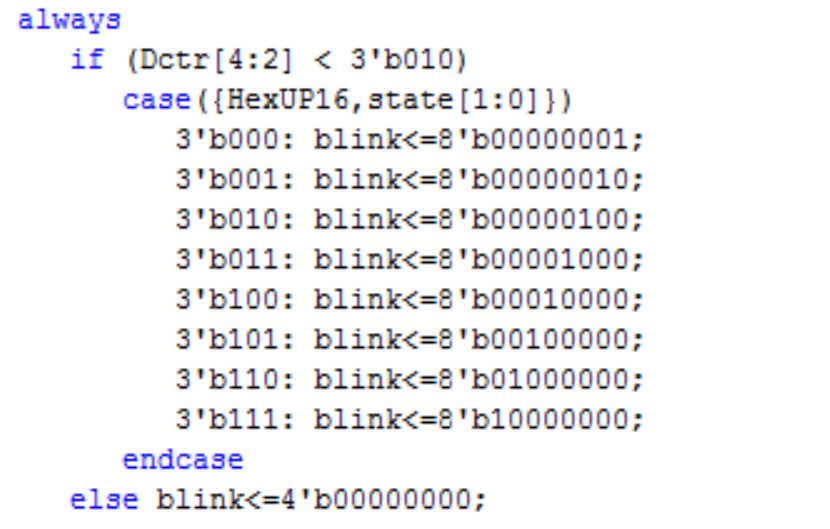 always
if (Dctr[4:2] < 3'b010)
case({HexUP16,state[1:0]})
3'b000: blink<=8'b00000001;
3'b001: blink<=8'b00000010;
3'b010: blink<=8'b00000100;
3'b011: blink<=8'b00001000;
3'b100: blink<=8'b00010000;
3'b101: blink<=8'b00100000;
3'b110: blink<=8'b01000000;
3'b111: blink<=8'b10000000;
endcase
else blink<=4'b00000000;